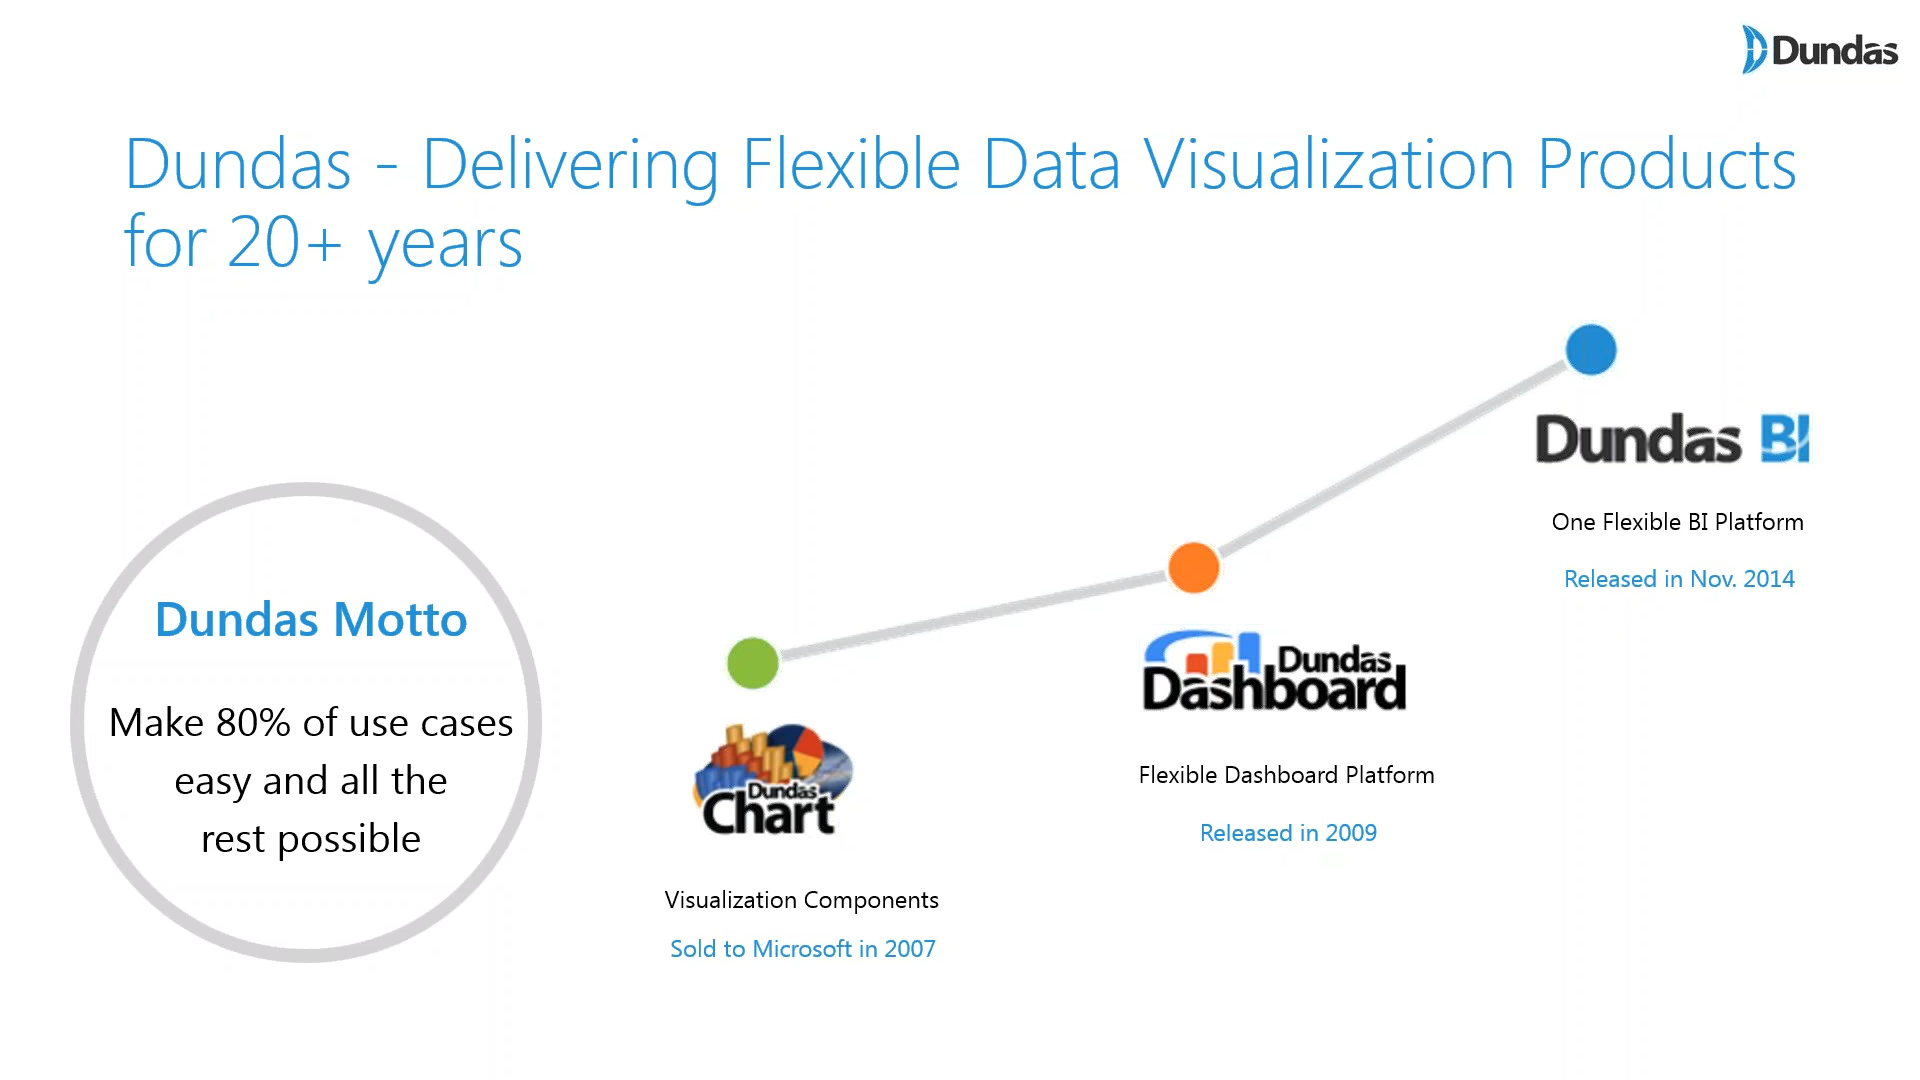 Dundas
Dundas - Delivering Flexible Data Visualization Products
for 20+ years
Dundas Motto
Make 80% of use cases
easy and all the
rest possible
Dundas
Chart
Visualization Components
Sold to Microsoft in 2007
Dundas
Dashboard
Flexible Dashboard Platform
Released in 2009
Dundas BI
One Flexible BI Platform
Released in Nov. 2014